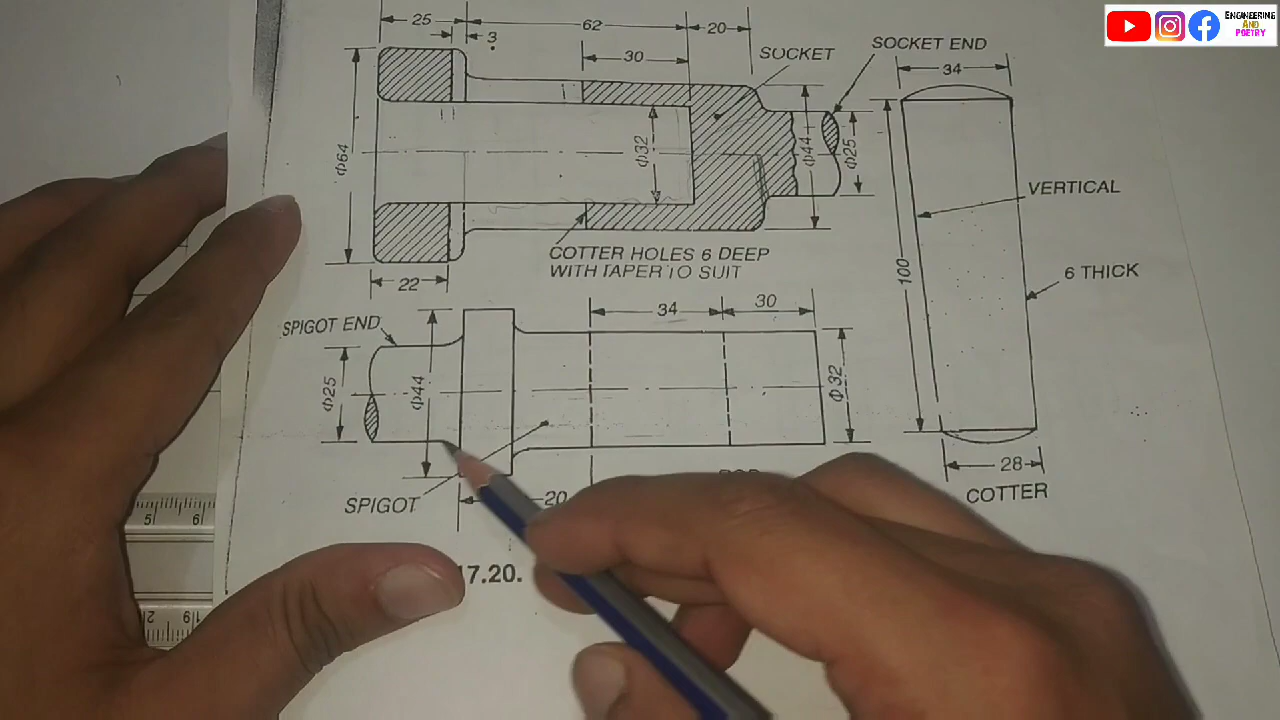 ENGINEERING
AND
POETRY
25
62
20
3
30
SOCKET
SOCKET END
34
Φ64
Φ32
Φ44
Φ25
VERTICAL
COTTER HOLES 6 DEEP
WITH TAPER TO SUIT
100
6 THICK
22
34
30
SPIGOT END
Φ25
Φ44
Φ32
SPIGOT
20
28
COTTER
17.20.
5
6